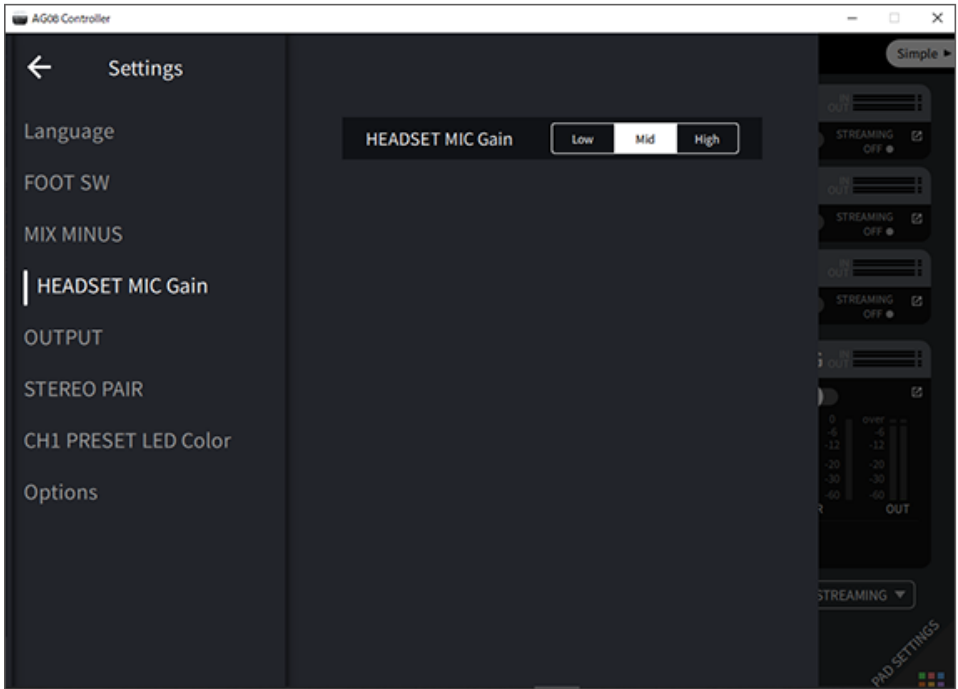 AG08 Controller
Settings
Simple
Language
FOOT SW
MIX MINUS
HEADSET MIC Gain
OUTPUT
STEREO PAIR
CH1 PRESET LED Color
Options
HEADSET MIC Gain
Low Mid High
IN
OUT
STREAMING
OFF
IN
OUT
STREAMING
OFF
IN
OUT
STREAMING
OFF
IN
G OUT
0 over
-6 -6
-12 -12
-20 -20
-30 -30
-60 -60
R OUT
STREAMING
PAD SETTINGS